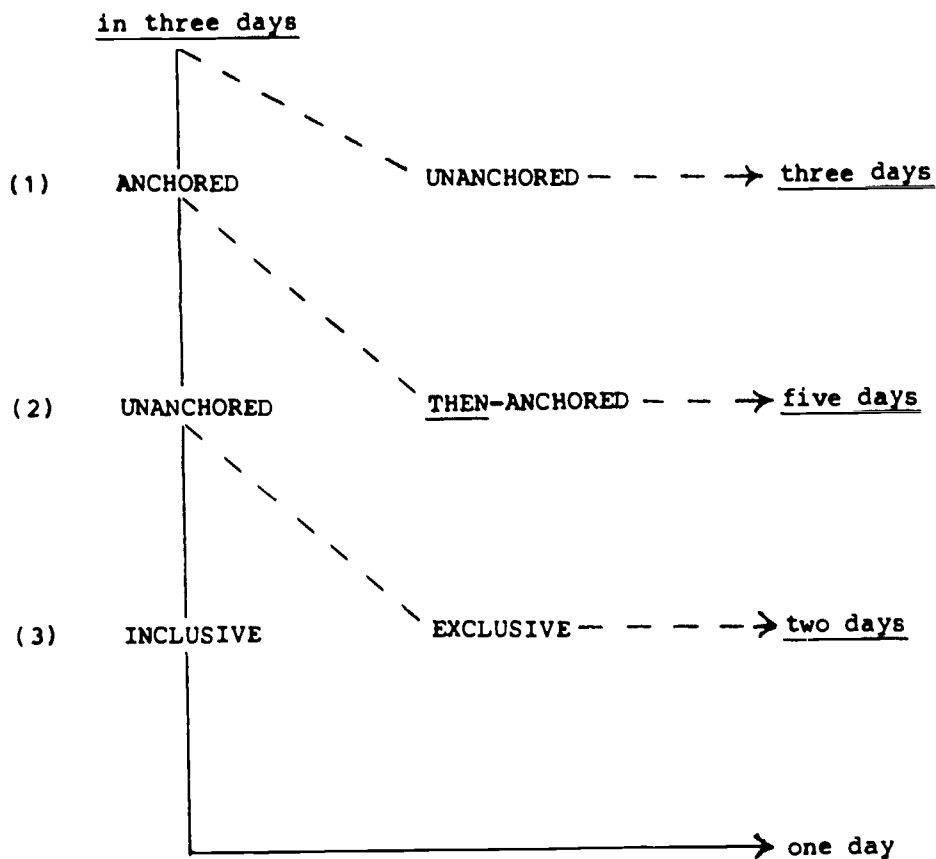 in three days
(1) ANCHORED UNANCHORED three days
(2) UNANCHORED THEN-ANCHORED five days
(3) INCLUSIVE EXCLUSIVE two days
one day